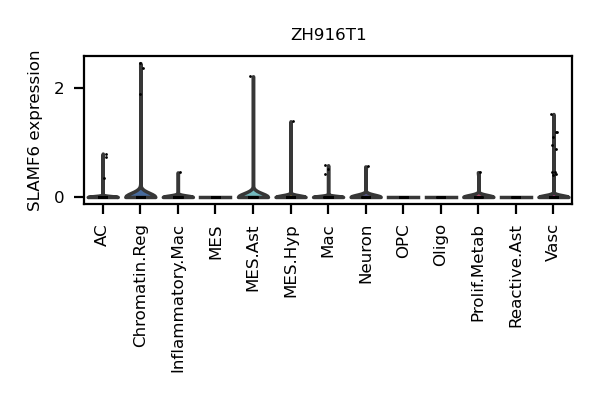 ZH916T1
SLAMF6 expression
2
0
AC
Chromatin.Reg
Inflammatory.Mac
MES
MES.Ast
MES.Hyp
Mac
Neuron
OPC
Oligo
Prolif.Metab
Reactive.Ast
Vasc